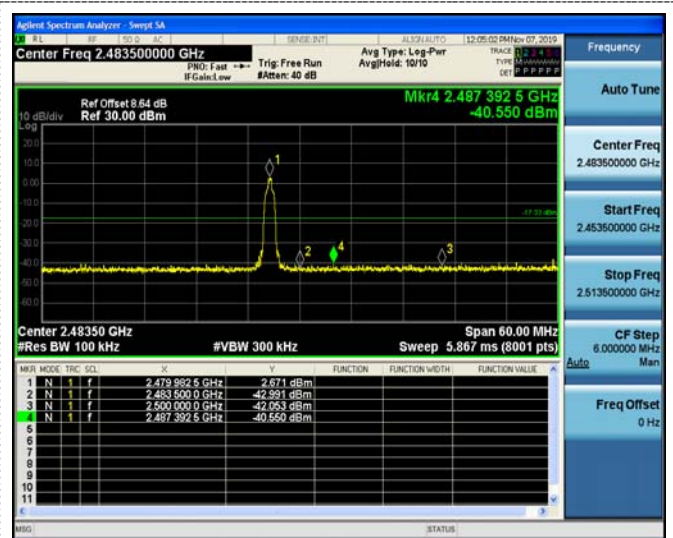 Agilent Spectrum Analyzer - Swept SA
RL RF 50 Ω AC SENSE:INT ALIGN AUTO 12:05:02 PM Nov 07, 2019
Center Freq 2.483500000 GHz
PNO: Fast
IFGain:Low
Trig: Free Run
#Atten: 40 dB
Avg Type: Log-Pwr
Avg|Hold: 10/10
TRACE 1 2 3 4 5 6
TYPE M
DET P P P P P P
Frequency
Auto Tune
Center Freq
2.483500000 GHz
Start Freq
2.453500000 GHz
Stop Freq
2.513500000 GHz
CF Step
6.000000 MHz
Auto Man
Freq Offset
0 Hz
Ref Offset 8.64 dB
Ref 30.00 dBm
10 dB/div
Log
Mkr4 2.487 392 5 GHz
-40.550 dBm
20.0
10.0
0.00
-10.0
-20.0
-30.0
-40.0
-50.0
-60.0
1
2
4
3
-17.33 dBm
Center 2.48350 GHz Span 60.00 MHz
#Res BW 100 kHz #VBW 300 kHz Sweep 5.867 ms (8001 pts)
MKR MODE TRC SCL X Y FUNCTION FUNCTION WIDTH FUNCTION VALUE
1 N 1 f 2.479 982 5 GHz 2.671 dBm
2 N 1 f 2.483 500 0 GHz -42.991 dBm
3 N 1 f 2.500 000 0 GHz -42.053 dBm
4 N 1 f 2.487 392 5 GHz -40.550 dBm
5
6
7
8
9
10
11
MSG STATUS